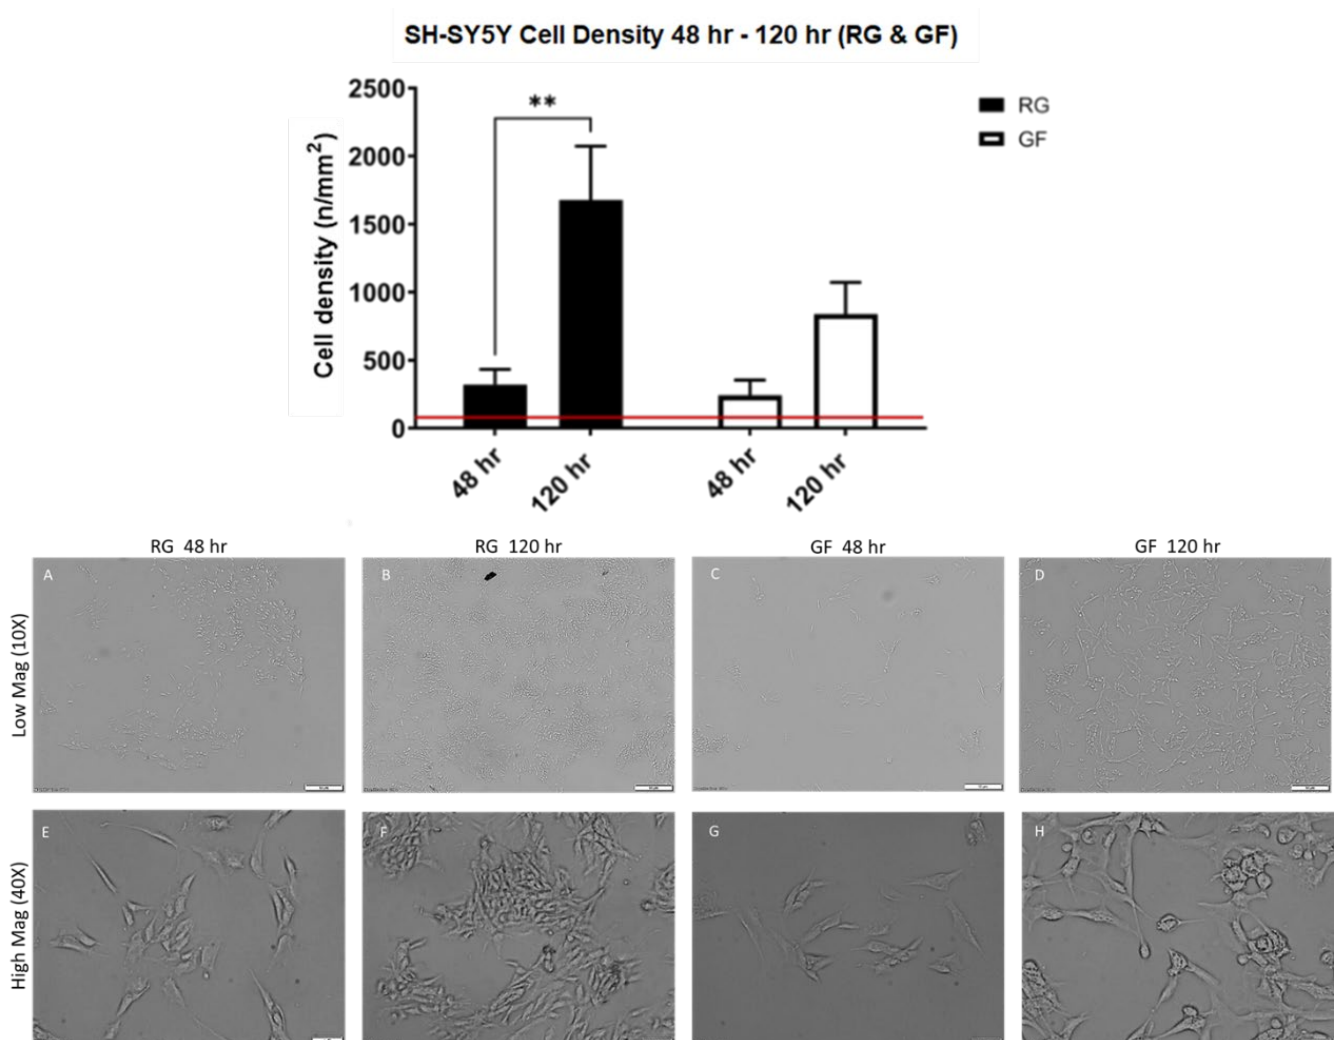 SH-SY5Y Cell Density 48 hr - 120 hr (RG & GF)
Cell density (n/mm²)
2500
2000
1500
1000
500
0
**
RG
GF
48 hr
120 hr
48 hr
120 hr
RG 48 hr
RG 120 hr
GF 48 hr
GF 120 hr
Low Mag (10X)
A
B
C
D
High Mag (40X)
E
F
G
H